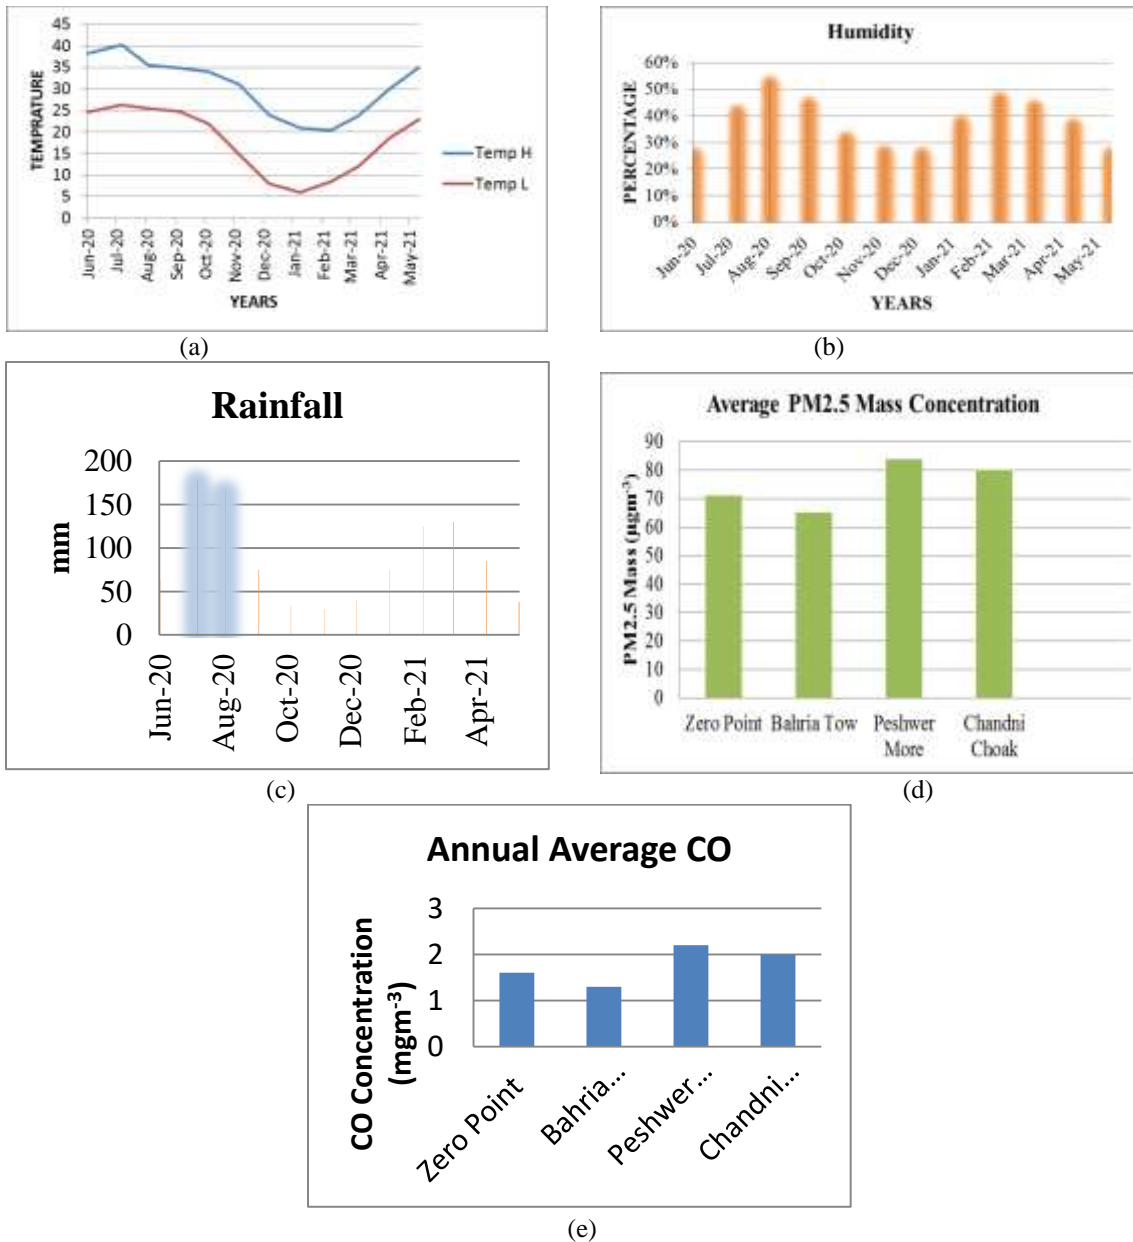 45
40
35
30
25
20
15
10
5
0
TEMPRATURE
Temp H
Temp L
Jun-20
Jul-20
Aug-20
Sep-20
Oct-20
Nov-20
Dec-20
Jan-21
Feb-21
Mar-21
Apr-21
May-21
YEARS
(a)
Humidity
60%
50%
40%
30%
20%
10%
0%
PERCENTAGE
Jun-20
Jul-20
Aug-20
Sep-20
Oct-20
Nov-20
Dec-20
Jan-21
Feb-21
Mar-21
Apr-21
May-21
YEARS
(b)
Rainfall
200
150
100
50
0
mm
Jun-20
Aug-20
Oct-20
Dec-20
Feb-21
Apr-21
(c)
Average PM2.5 Mass Concentration
90
80
70
60
50
40
30
20
10
0
PM2.5 Mass (µgm⁻³)
Zero Point
Bahria Tow
Peshwer
More
Chandni
Choak
(d)
Annual Average CO
3
2
1
0
CO Concentration
(mgm⁻³)
Zero Point
Bahria...
Peshwer...
Chandni...
(e)